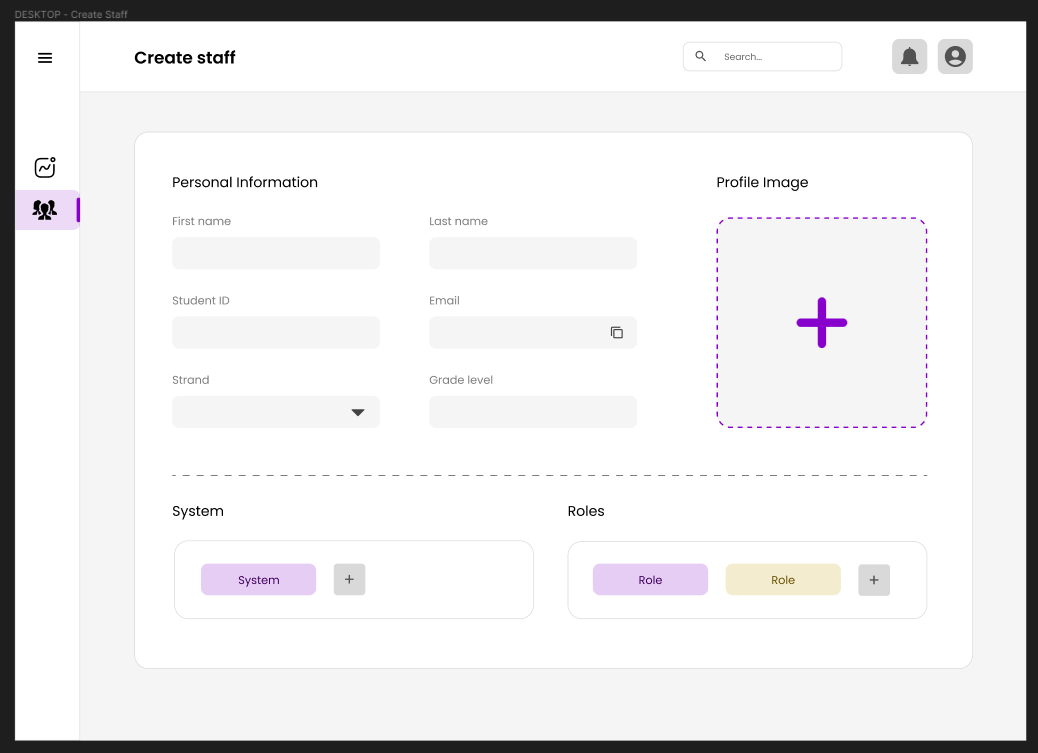 DESKTOP - Create Staff
Create staff
Search...
Personal Information
Profile Image
First name
Last name
Student ID
Email
Strand
Grade level
System
Roles
System
+
Role
Role
+